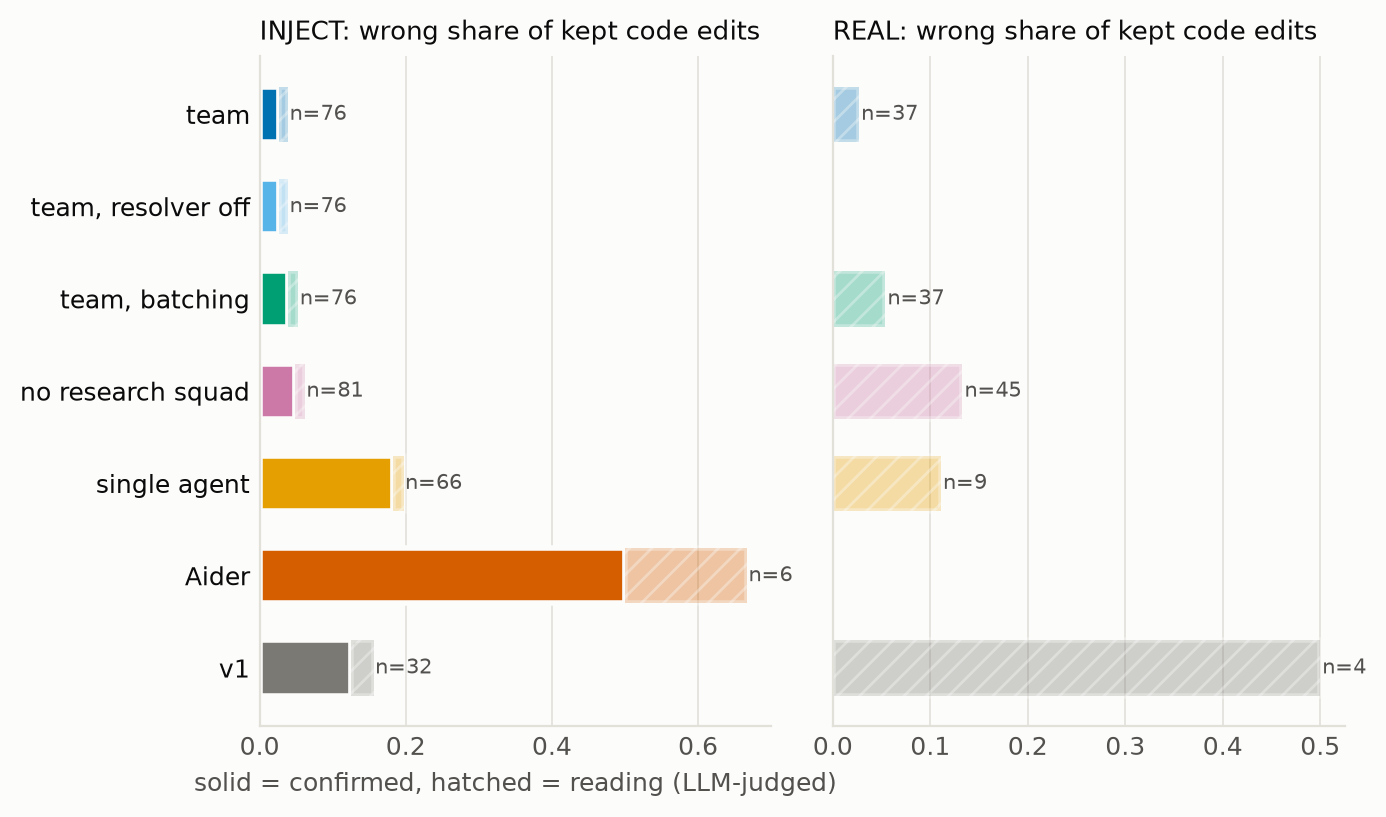 INJECT: wrong share of kept code edits
REAL: wrong share of kept code edits
team
n=76
n=37
team, resolver off
n=76
team, batching
n=76
n=37
no research squad
n=81
n=45
single agent
n=66
n=9
Aider
n=6
v1
n=32
n=4
0.0 0.2 0.4 0.6
0.0 0.1 0.2 0.3 0.4 0.5
solid = confirmed, hatched = reading (LLM-judged)